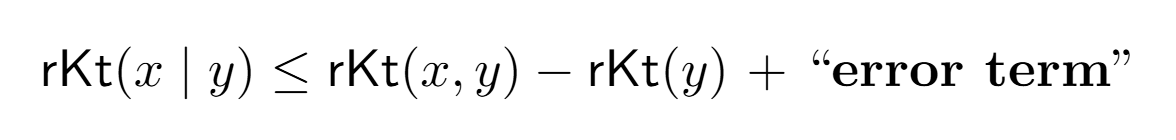 rKt(x | y) ≤ rKt(x, y) − rKt(y) + “error term”